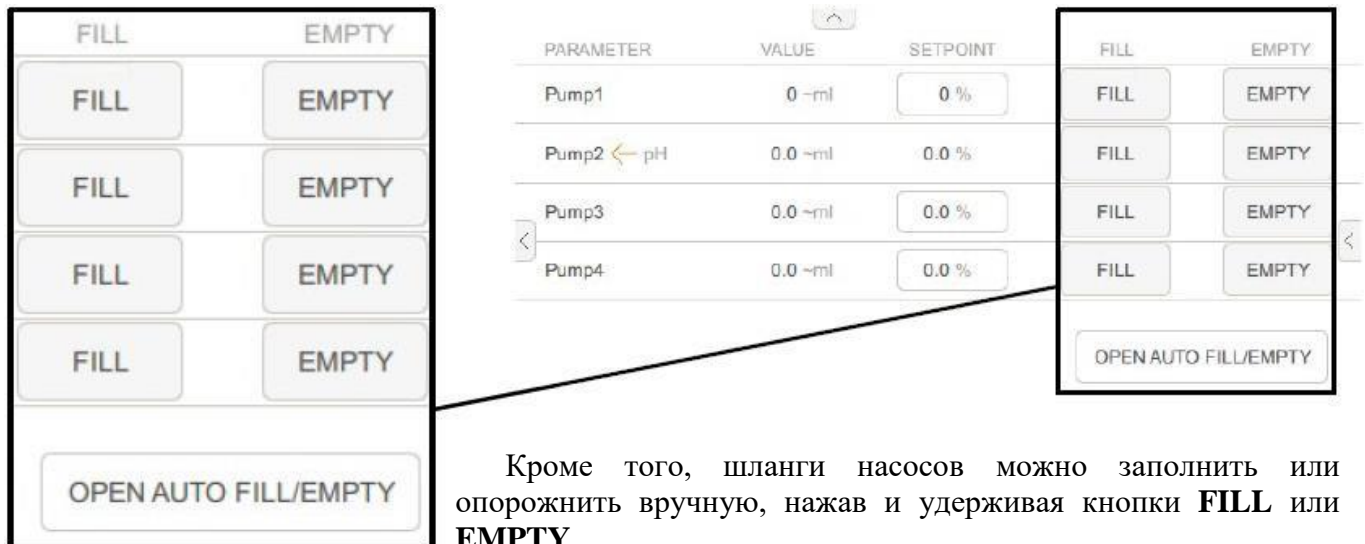 FILL EMPTY
FILL EMPTY
FILL EMPTY
FILL EMPTY
FILL EMPTY
OPEN AUTO FILL/EMPTY
PARAMETER VALUE SETPOINT FILL EMPTY
Pump1 0 ~ml 0 % FILL EMPTY
Pump2 pH 0.0 ~ml 0.0 % FILL EMPTY
Pump3 0.0 ~ml 0.0 % FILL EMPTY
Pump4 0.0 ~ml 0.0 % FILL EMPTY
OPEN AUTO FILL/EMPTY
Кроме того, шланги насосов можно заполнить или
опорожнить вручную, нажав и удерживая кнопки FILL или
EMPTY